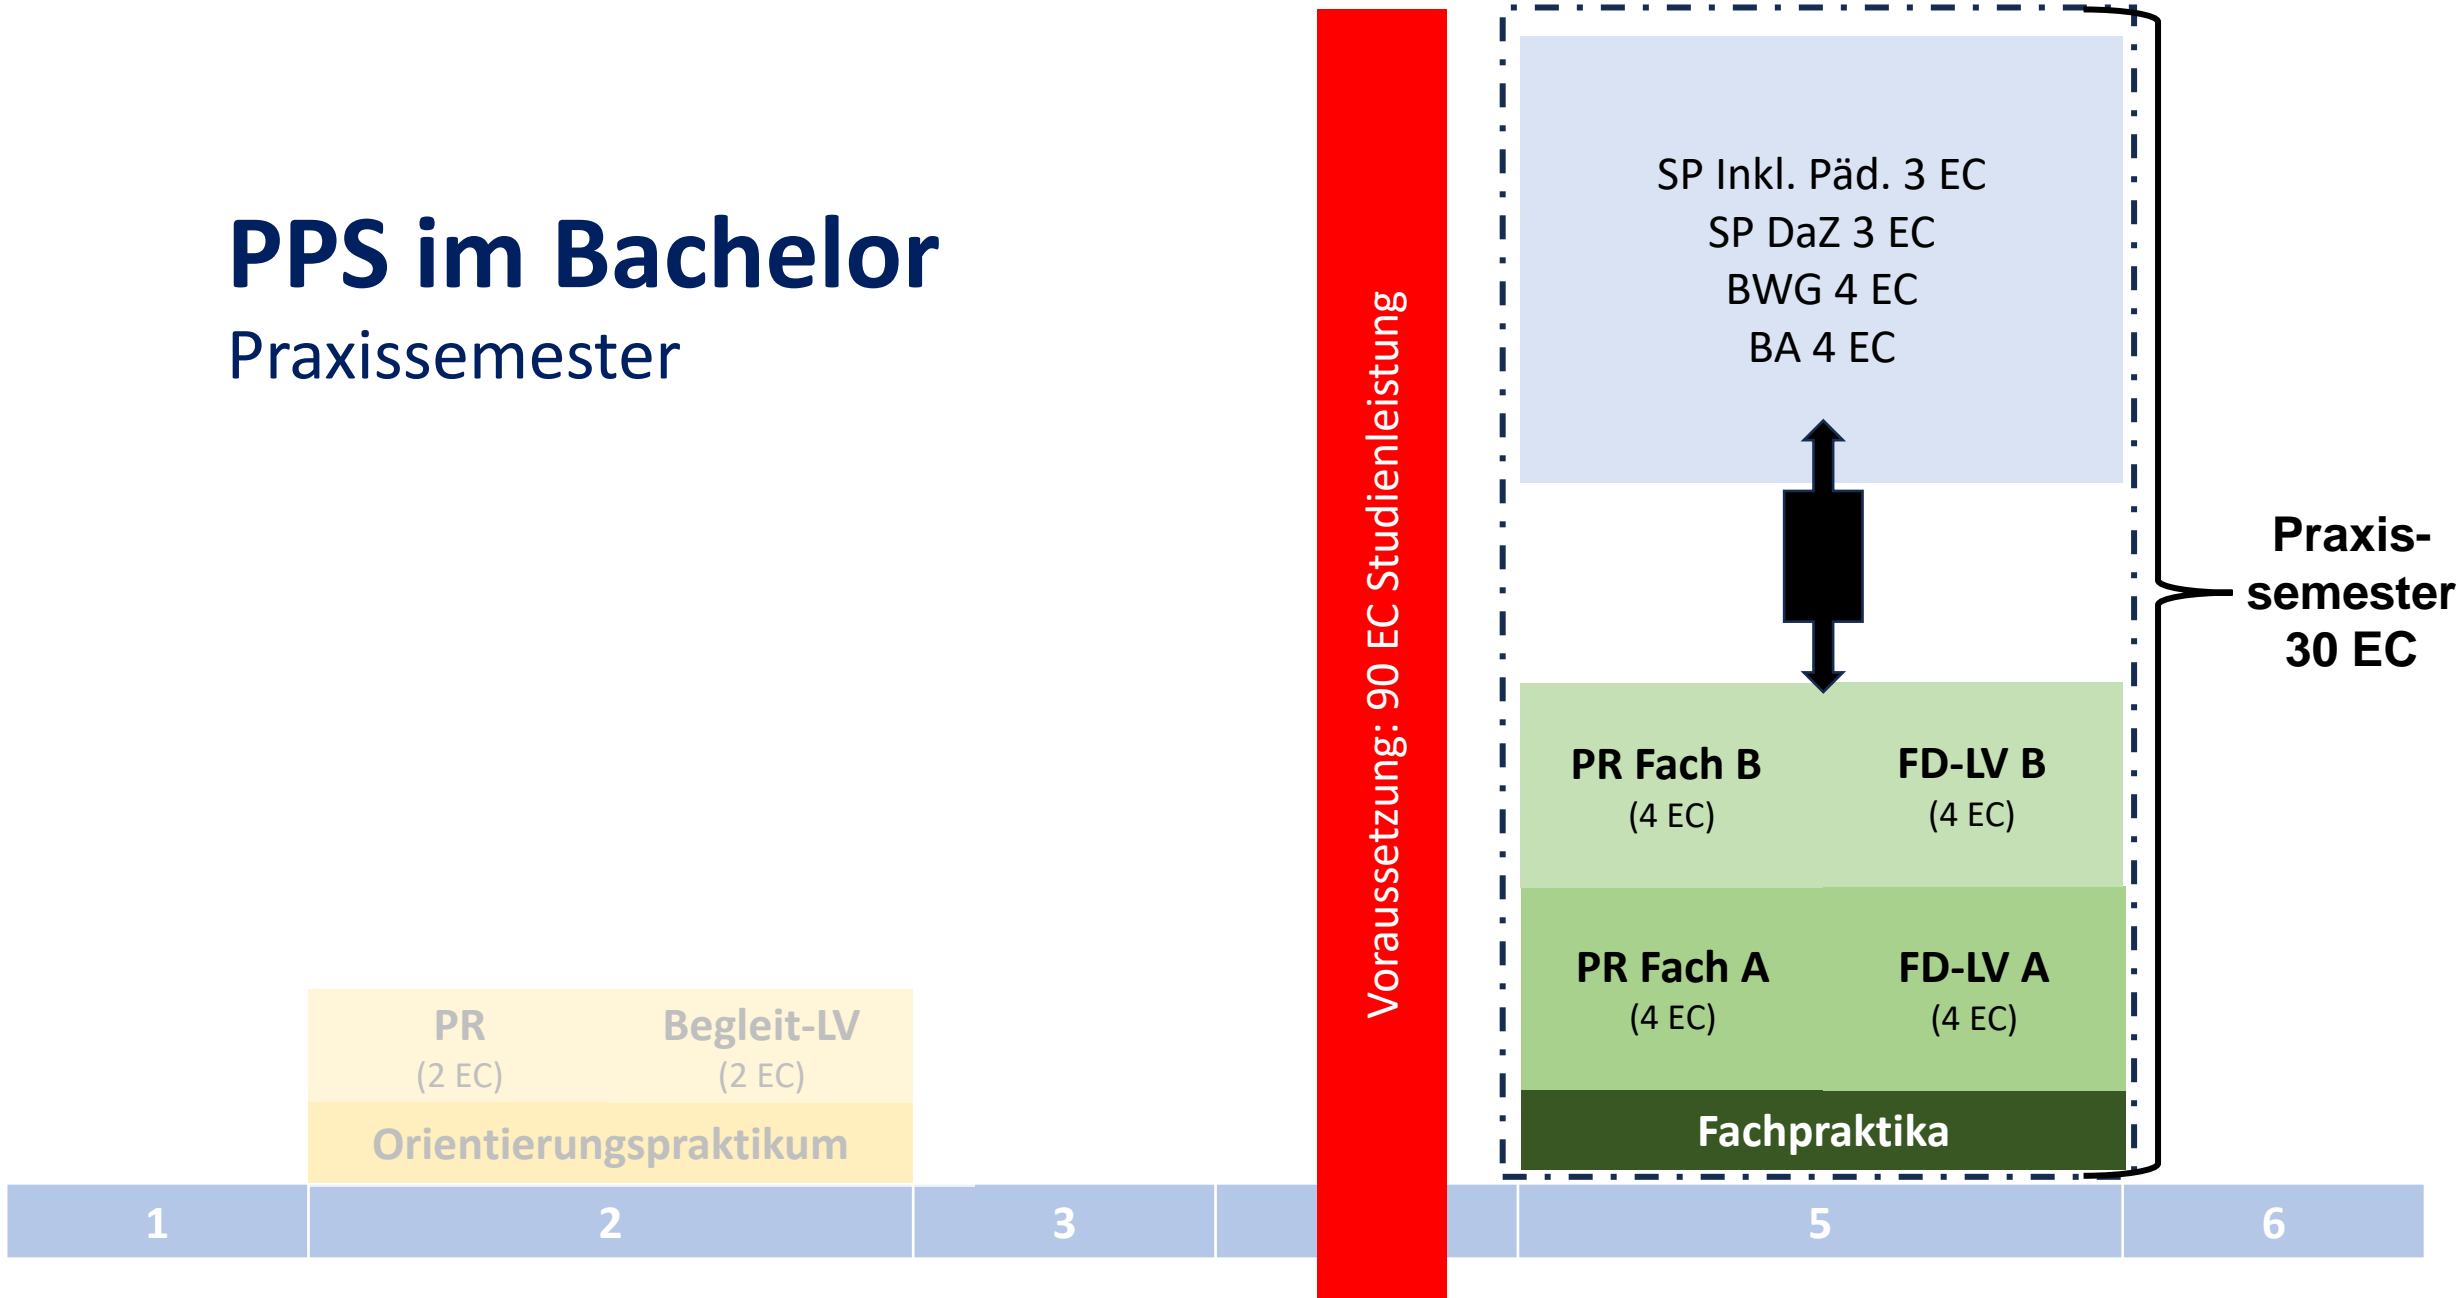 PPS im Bachelor
Praxissemester
Voraussetzung: 90 EC Studienleistung
SP Inkl. Päd. 3 EC
SP DaZ 3 EC
BWG 4 EC
BA 4 EC
Praxis-
semester
30 EC
PR Fach B
(4 EC)
FD-LV B
(4 EC)
PR Fach A
(4 EC)
FD-LV A
(4 EC)
Fachpraktika
PR
(2 EC)
Begleit-LV
(2 EC)
Orientierungspraktikum
1
2
3
5
6